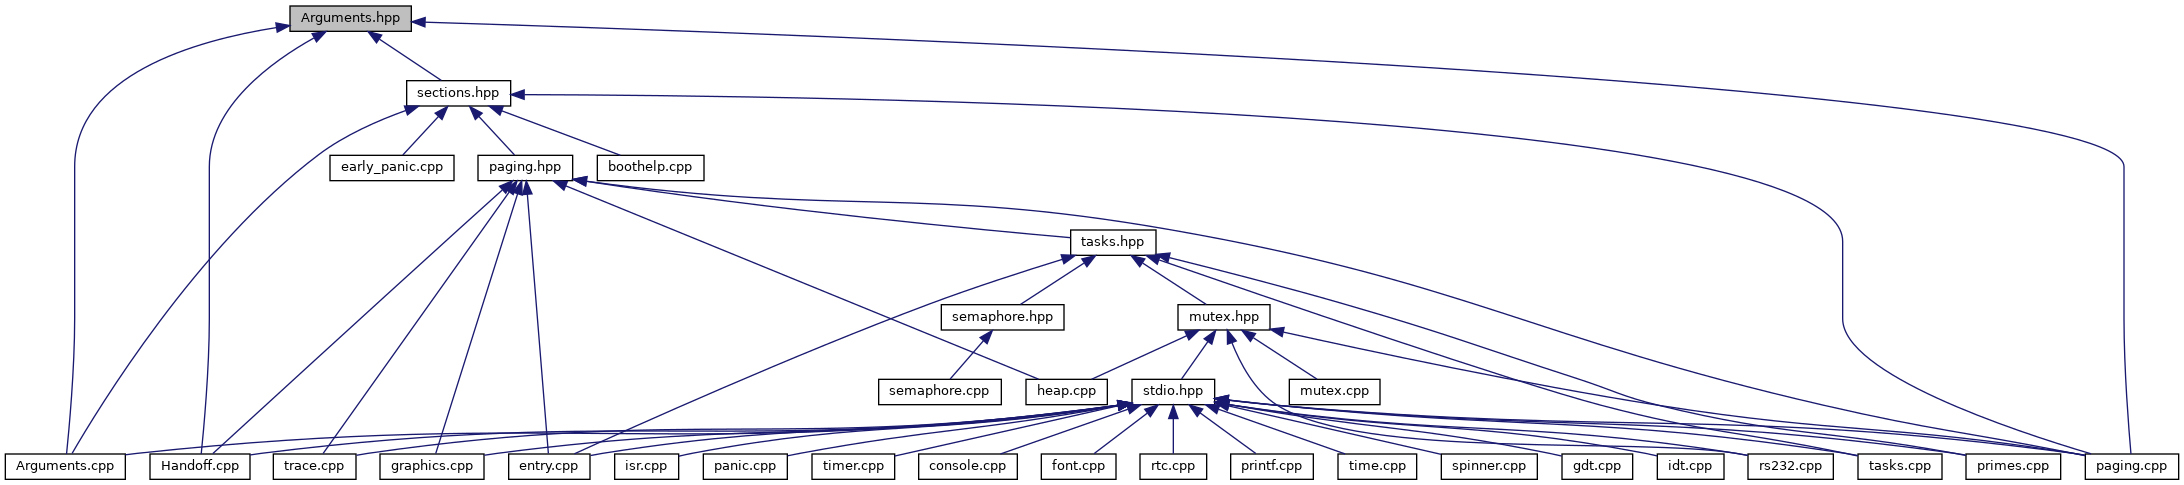 Arguments.hpp
sections.hpp
early_panic.cpp
paging.hpp
boothelp.cpp
tasks.hpp
semaphore.hpp
mutex.hpp
semaphore.cpp
heap.cpp
stdio.hpp
mutex.cpp
Arguments.cpp
Handoff.cpp
trace.cpp
graphics.cpp
entry.cpp
isr.cpp
panic.cpp
timer.cpp
console.cpp
font.cpp
rtc.cpp
printf.cpp
time.cpp
spinner.cpp
gdt.cpp
idt.cpp
rs232.cpp
tasks.cpp
primes.cpp
paging.cpp